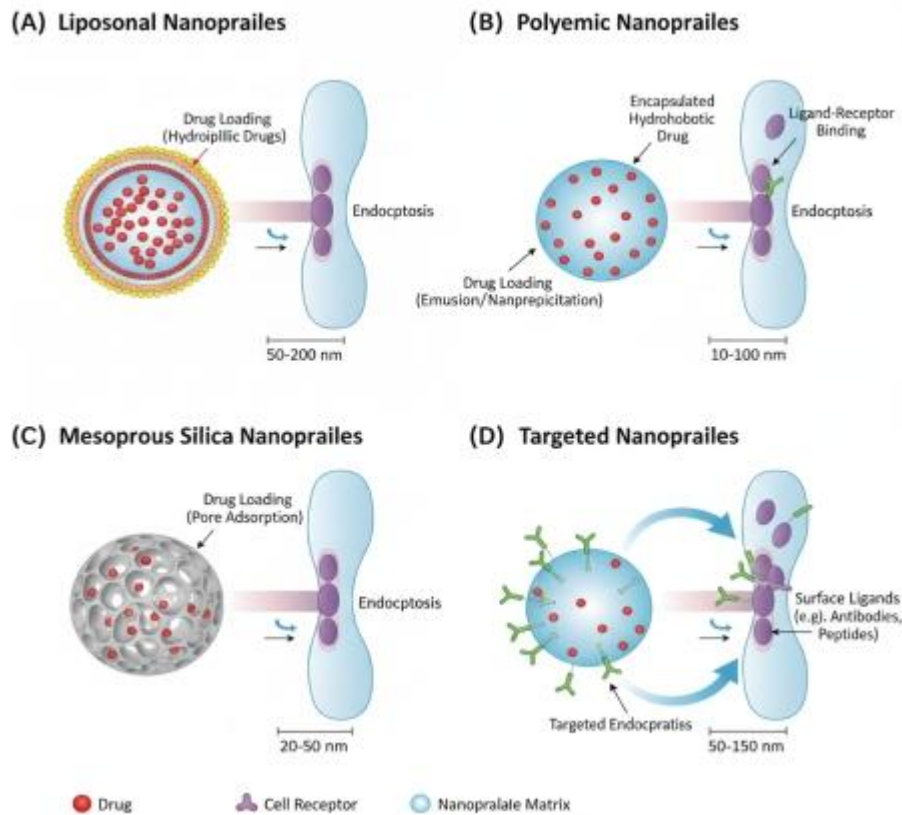 (A) Liposonal Nanoprailes
Drug Loading
(Hydroiplllic Drugs)
Endocptosis
50-200 nm
(B) Polyemic Nanoprailes
Encapsulated
Hydrohobotic
Drug
Ligand-Receptor
Binding
Endocptosis
Drug Loading
(Emusion/Nanprepicitation)
10-100 nm
(C) Mesoprous Silica Nanoprailes
Drug Loading
(Pore Adsorption)
Endocptosis
20-50 nm
(D) Targeted Nanoprailes
Surface Ligands
(e.g). Antibodies,
Peptides)
Targeted Endocpraties
50-150 nm
Drug
Cell Receptor
Nanopralale Matrix